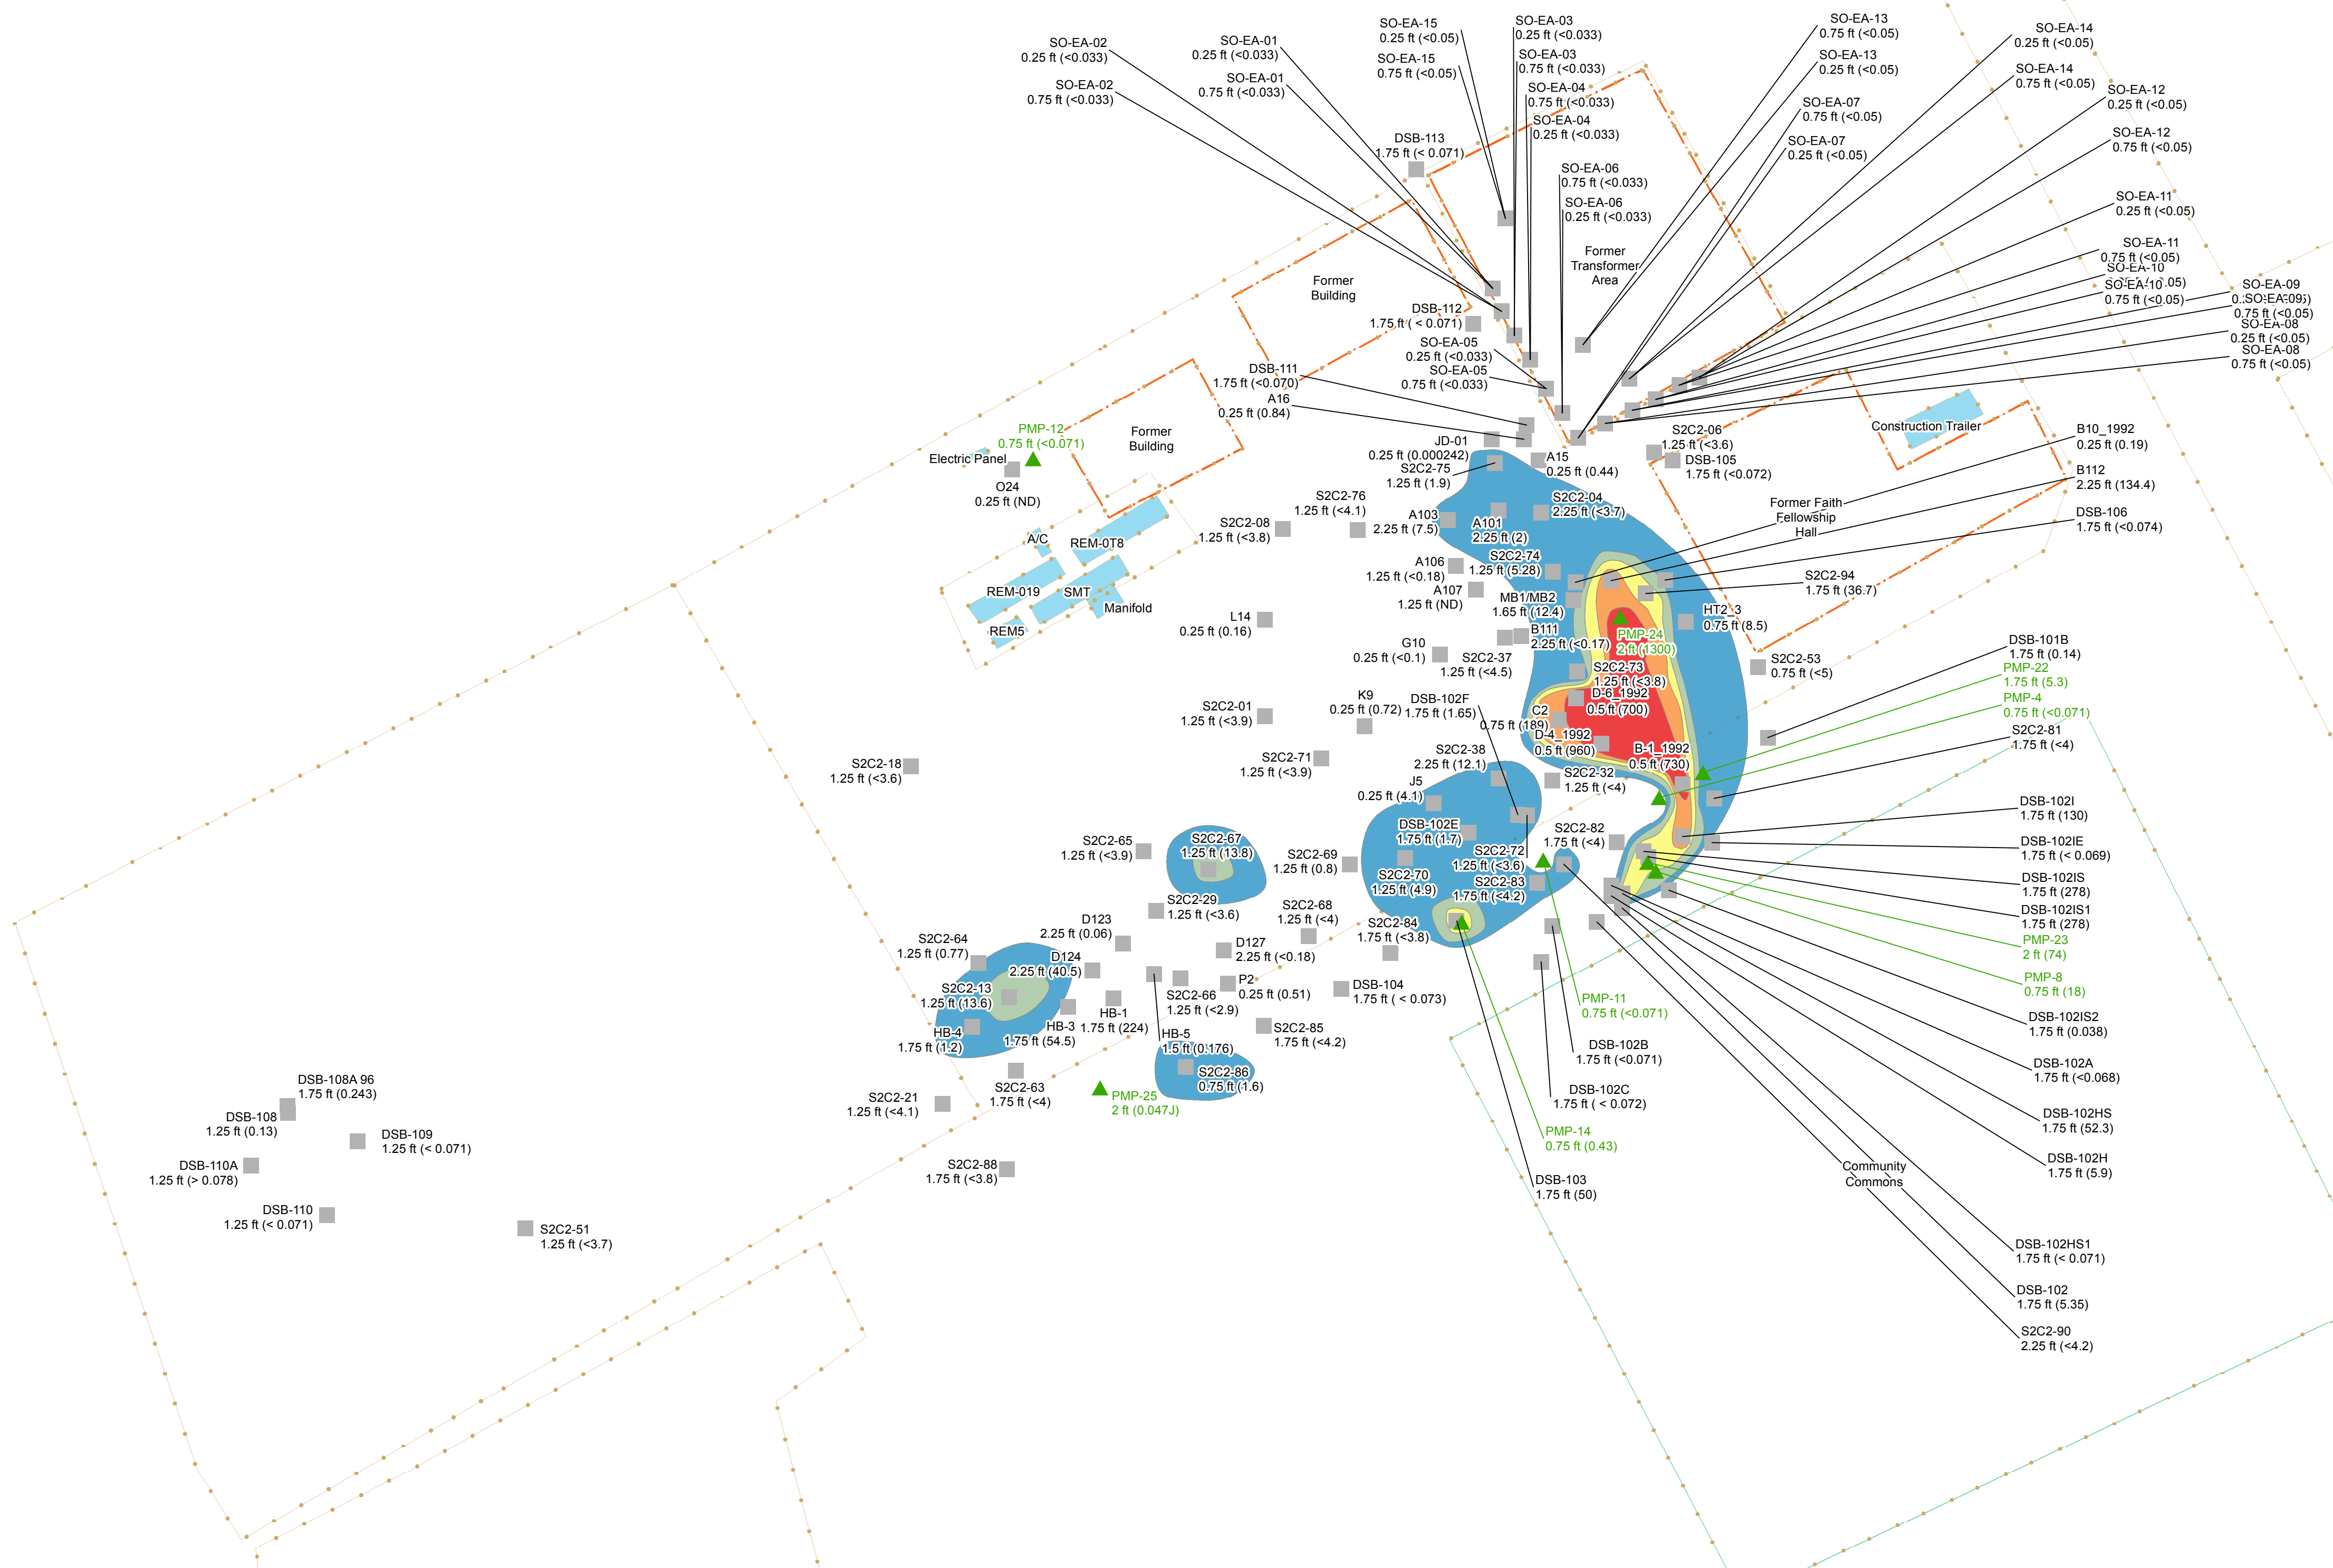 SO-EA-02
0.25 ft (<0.033)
SO-EA-02
0.75 ft (<0.033)
SO-EA-01
0.25 ft (<0.033)
SO-EA-01
0.75 ft (<0.033)
SO-EA-15
0.25 ft (<0.05)
SO-EA-15
0.75 ft (<0.05)
SO-EA-03
0.25 ft (<0.033)
SO-EA-03
0.75 ft (<0.033)
SO-EA-04
0.75 ft (<0.033)
SO-EA-04
0.25 ft (<0.033)
SO-EA-13
0.75 ft (<0.05)
SO-EA-13
0.25 ft (<0.05)
SO-EA-14
0.25 ft (<0.05)
SO-EA-14
0.75 ft (<0.05)
SO-EA-07
0.75 ft (<0.05)
SO-EA-07
0.25 ft (<0.05)
SO-EA-12
0.25 ft (<0.05)
SO-EA-12
0.75 ft (<0.05)
DSB-113
1.75 ft (< 0.071)
SO-EA-06
0.75 ft (<0.033)
SO-EA-06
0.25 ft (<0.033)
SO-EA-11
0.25 ft (<0.05)
SO-EA-11
0.75 ft (<0.05)
SO-EA-10
SO-EA-10
0.75 ft (<0.05)
SO-EA-09
SO-EA-09
0.75 ft (<0.05)
SO-EA-08
0.25 ft (<0.05)
SO-EA-08
0.75 ft (<0.05)
Former
Transformer
Area
Former
Building
DSB-112
1.75 ft ( < 0.071)
SO-EA-05
0.25 ft (<0.033)
SO-EA-05
0.75 ft (<0.033)
DSB-111
1.75 ft (<0.070)
A16
0.25 ft (0.84)
PMP-12
0.75 ft (<0.071)
Former
Building
Electric Panel
O24
0.25 ft (ND)
JD-01
0.25 ft (0.000242)
S2C2-75
1.25 ft (1.9)
A15
0.25 ft (0.44)
S2C2-06
1.25 ft (<3.6)
DSB-105
1.75 ft (<0.072)
Construction Trailer
B10_1992
0.25 ft (0.19)
B112
2.25 ft (134.4)
DSB-106
1.75 ft (<0.074)
Former Faith
Fellowship
Hall
S2C2-76
1.25 ft (<4.1)
S2C2-08
1.25 ft (<3.8)
A103
2.25 ft (7.5)
A101
2.25 ft (2)
S2C2-04
2.25 ft (<3.7)
A/C
REM-0T8
REM-019
SMT
Manifold
REM5
A106
1.25 ft (<0.18)
S2C2-74
1.25 ft (5.28)
A107
1.25 ft (ND)
MB1/MB2
1.65 ft (12.4)
S2C2-94
1.75 ft (36.7)
HT2_3
0.75 ft (8.5)
L14
0.25 ft (0.16)
B111
2.25 ft (<0.17)
PMP-24
2 ft (1300)
G10
0.25 ft (<0.1)
S2C2-37
1.25 ft (<4.5)
S2C2-73
1.25 ft (<3.8)
S2C2-53
0.75 ft (<5)
DSB-101B
1.75 ft (0.14)
PMP-22
1.75 ft (5.3)
PMP-4
0.75 ft (<0.071)
S2C2-81
1.75 ft (<4)
S2C2-01
1.25 ft (<3.9)
K9
0.25 ft (0.72)
DSB-102F
1.75 ft (1.65)
D-6_1992
0.5 ft (700)
C2
0.75 ft (189)
D-4_1992
0.5 ft (960)
B-1_1992
0.5 ft (730)
S2C2-18
1.25 ft (<3.6)
S2C2-71
1.25 ft (<3.9)
S2C2-38
2.25 ft (12.1)
S2C2-32
1.25 ft (<4)
J5
0.25 ft (4.1)
DSB-102E
1.75 ft (1.7)
S2C2-82
1.75 ft (<4)
DSB-102I
1.75 ft (130)
DSB-102IE
1.75 ft (< 0.069)
DSB-102IS
1.75 ft (278)
DSB-102IS1
1.75 ft (278)
PMP-23
2 ft (74)
PMP-8
0.75 ft (18)
S2C2-65
1.25 ft (<3.9)
S2C2-67
1.25 ft (13.8)
S2C2-69
1.25 ft (0.8)
S2C2-70
1.25 ft (4.9)
S2C2-72
1.25 ft (<3.6)
S2C2-83
1.75 ft (<4.2)
S2C2-29
1.25 ft (<3.6)
S2C2-68
1.25 ft (<4)
S2C2-84
1.75 ft (<3.8)
D123
2.25 ft (0.06)
S2C2-64
1.25 ft (0.77)
D124
2.25 ft (40.5)
D127
2.25 ft (<0.18)
S2C2-13
1.25 ft (13.6)
S2C2-66
1.25 ft (<2.9)
P2
0.25 ft (0.51)
DSB-104
1.75 ft ( < 0.073)
PMP-11
0.75 ft (<0.071)
HB-4
1.75 ft (1.2)
HB-3
1.75 ft (54.5)
HB-1
1.75 ft (224)
HB-5
1.5 ft (0.176)
S2C2-85
1.75 ft (<4.2)
S2C2-86
0.75 ft (1.6)
DSB-102B
1.75 ft (<0.071)
DSB-102C
1.75 ft ( < 0.072)
DSB-102IS2
1.75 ft (0.038)
DSB-102A
1.75 ft (<0.068)
DSB-102HS
1.75 ft (52.3)
DSB-102H
1.75 ft (5.9)
S2C2-63
1.75 ft (<4)
S2C2-21
1.25 ft (<4.1)
PMP-25
2 ft (0.047J)
PMP-14
0.75 ft (0.43)
DSB-103
1.75 ft (50)
Community
Commons
DSB-108A 96
1.75 ft (0.243)
DSB-108
1.25 ft (0.13)
DSB-109
1.25 ft (< 0.071)
DSB-110A
1.25 ft (> 0.078)
DSB-110
1.25 ft (< 0.071)
S2C2-51
1.25 ft (<3.7)
S2C2-88
1.75 ft (<3.8)
DSB-102HS1
1.75 ft (< 0.071)
DSB-102
1.75 ft (5.35)
S2C2-90
2.25 ft (<4.2)